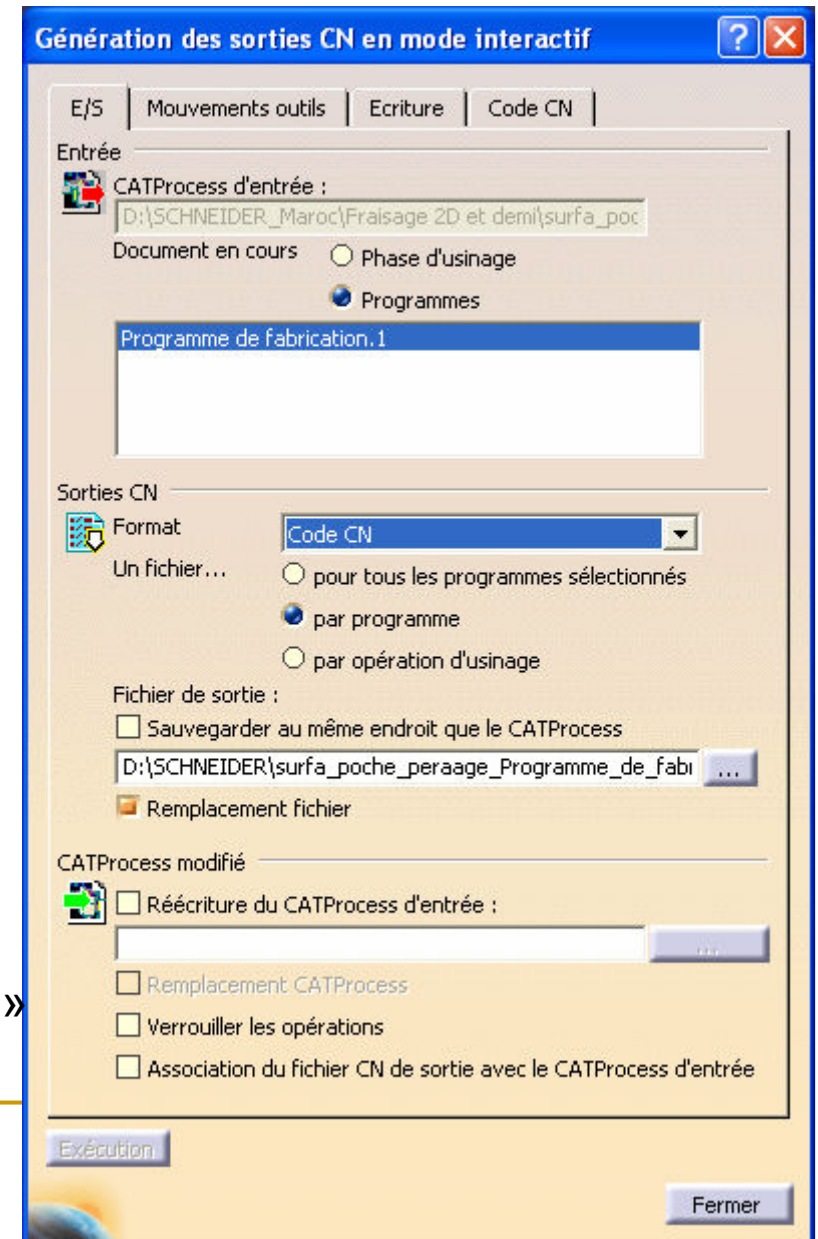 Génération des sorties CN en mode interactif
E/S Mouvements outils Ecriture Code CN
Entrée
CATProcess d'entrée :
D:\SCHNEIDER_Maroc\Fraisage 2D et demi\surfa_poc
Document en cours Phase d'usinage
Programmes
Programme de fabrication.1
Sorties CN
Format Code CN
Un fichier... pour tous les programmes sélectionnés
par programme
par opération d'usinage
Fichier de sortie :
Sauvegarder au même endroit que le CATProcess
D:\SCHNEIDER\surfa_poche_peraage_Programme_de_fabr ...
Remplacement fichier
CATProcess modifié
Réécriture du CATProcess d'entrée :
...
Remplacement CATProcess
»
Verrouiller les opérations
Association du fichier CN de sortie avec le CATProcess d'entrée
Exécution
Fermer